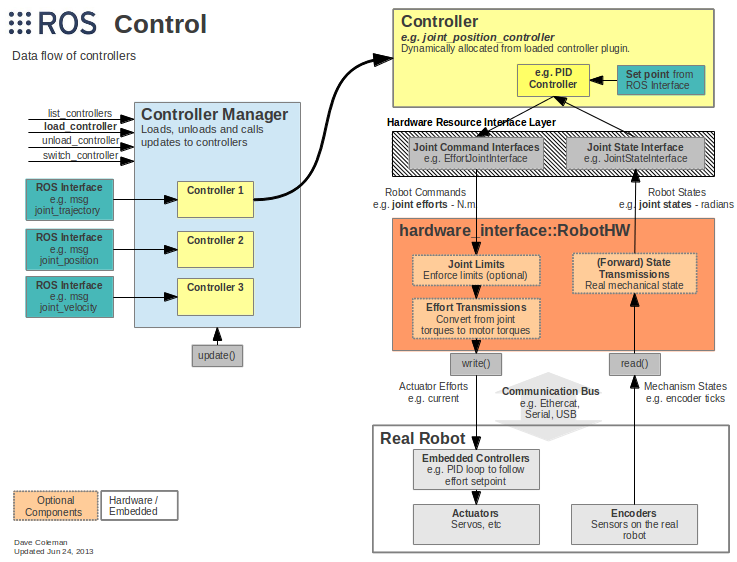 ROS Control
Data flow of controllers
list_controllers
load_controller
unload_controller
switch_controller
Controller Manager
Loads, unloads and calls
updates to controllers
ROS Interface
e.g. msg
joint_trajectory
Controller 1
ROS Interface
e.g. msg
joint_position
Controller 2
ROS Interface
e.g. msg
joint_velocity
Controller 3
update()
Controller
e.g. joint_position_controller
Dynamically allocated from loaded controller plugin.
e.g. PID
Controller
Set point from
ROS Interface
Hardware Resource Interface Layer
Joint Command Interfaces
e.g. EffortJointInterface
Joint State Interface
e.g. JointStateInterface
Robot Commands
e.g. joint efforts - N.m
Robot States
e.g. joint states - radians
hardware_interface::RobotHW
Joint Limits
Enforce limits (optional)
Effort Transmissions
Convert from joint
torques to motor torques
(Forward) State
Transmissions
Real mechanical state
write()
read()
Actuator Efforts
e.g. current
Communication Bus
e.g. Ethercat,
Serial, USB
Mechanism States
e.g. encoder ticks
Real Robot
Embedded Controllers
e.g. PID loop to follow
effort setpoint
Actuators
Servos, etc
Encoders
Sensors on the real
robot
Optional
Components
Hardware /
Embedded
Dave Coleman
Updated Jun 24, 2013